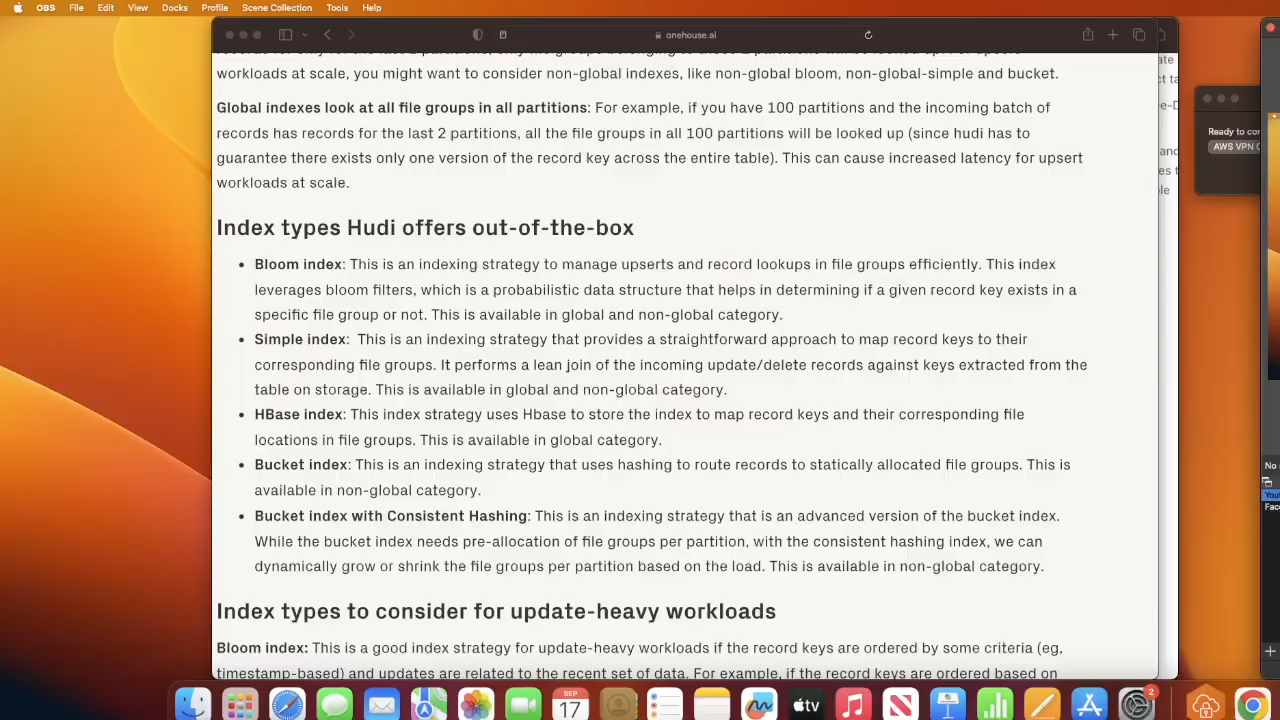 OBS File Edit View Docks Profile Scene Collection Tools Help
onehouse.ai
workloads at scale, you might want to consider non-global indexes, like non-global bloom, non-global-simple and bucket.
Global indexes look at all file groups in all partitions: For example, if you have 100 partitions and the incoming batch of
records has records for the last 2 partitions, all the file groups in all 100 partitions will be looked up (since hudi has to
guarantee there exists only one version of the record key across the entire table). This can cause increased latency for upsert
workloads at scale.
Index types Hudi offers out-of-the-box
Bloom index: This is an indexing strategy to manage upserts and record lookups in file groups efficiently. This index
leverages bloom filters, which is a probabilistic data structure that helps in determining if a given record key exists in a
specific file group or not. This is available in global and non-global category.
Simple index: This is an indexing strategy that provides a straightforward approach to map record keys to their
corresponding file groups. It performs a lean join of the incoming update/delete records against keys extracted from the
table on storage. This is available in global and non-global category.
HBase index: This index strategy uses Hbase to store the index to map record keys and their corresponding file
locations in file groups. This is available in global category.
Bucket index: This is an indexing strategy that uses hashing to route records to statically allocated file groups. This is
available in non-global category.
Bucket index with Consistent Hashing: This is an indexing strategy that is an advanced version of the bucket index.
While the bucket index needs pre-allocation of file groups per partition, with the consistent hashing index, we can
dynamically grow or shrink the file groups per partition based on the load. This is available in non-global category.
Index types to consider for update-heavy workloads
Bloom index: This is a good index strategy for update-heavy workloads if the record keys are ordered by some criteria (eg,
timestamp-based) and updates are related to the recent set of data. For example, if the record keys are ordered based on
Ready to cor
AWS VPN C
No
You
Face
SEP
17
tv
2